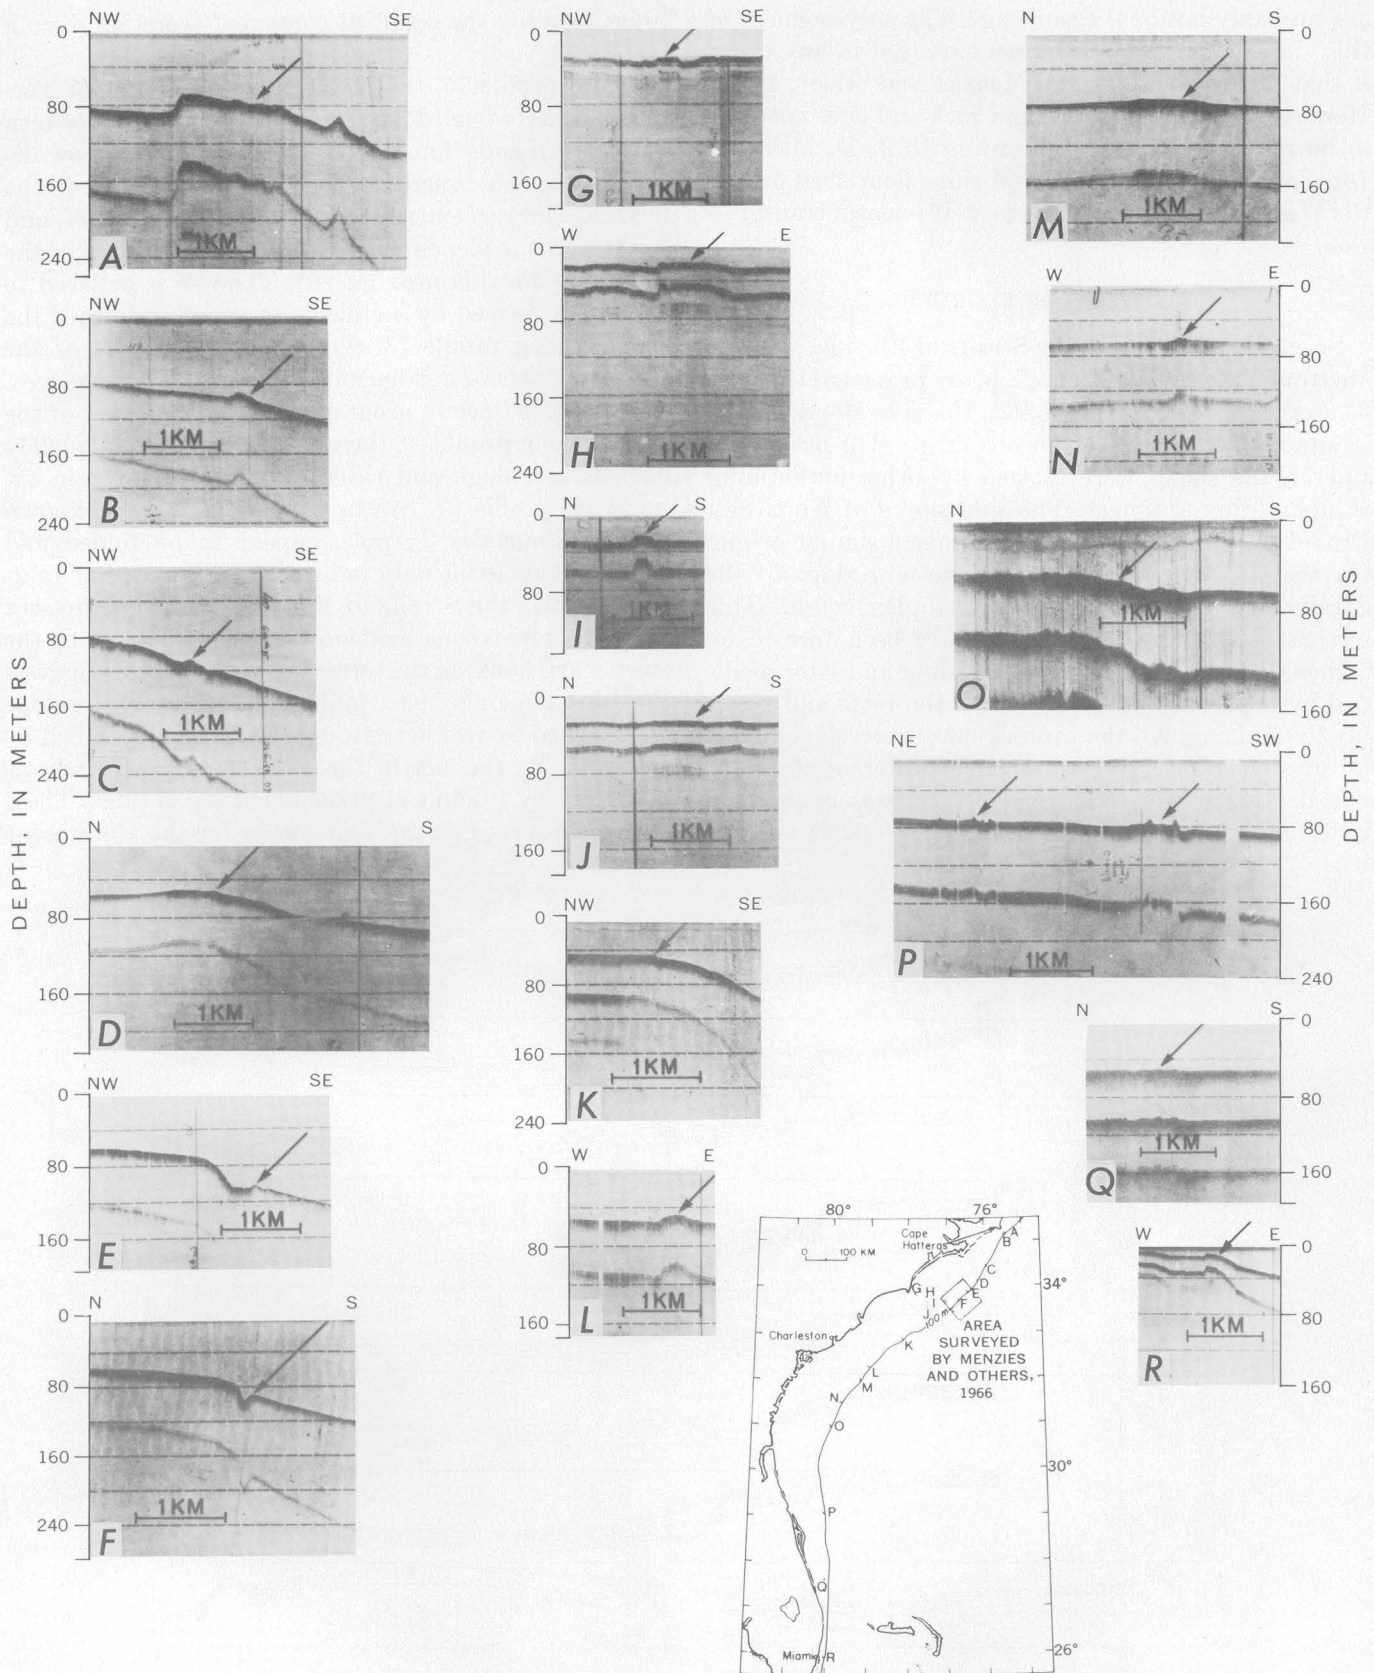 NW SE
0
80
160
240
1KM
A
NW SE
0
80
160
240
1KM
B
NW SE
0
80
160
240
1KM
C
N S
0
80
160
1KM
D
NW SE
0
80
160
1KM
E
N S
0
80
160
240
1KM
F
DEPTH, IN METERS
NW SE
0
80
160
1KM
G
W E
0
80
160
240
1KM
H
N S
0
80
1KM
I
N S
0
80
160
1KM
J
NW SE
0
80
160
240
1KM
K
W E
0
80
160
1KM
L
N S
0
80
160
1KM
M
W E
0
80
160
1KM
N
N S
0
80
160
1KM
O
NE SW
0
80
160
240
1KM
P
N S
0
80
160
1KM
Q
W E
0
80
160
1KM
R
DEPTH, IN METERS
80° 76°
Cape
Hatteras
0 100 KM
A
B
C
D
E
F
G H
I
J
100 m
34°
AREA
SURVEYED
BY MENZIES
AND OTHERS,
1966
Charleston
K
L
M
N
O
30°
P
Q
Miami R
26°